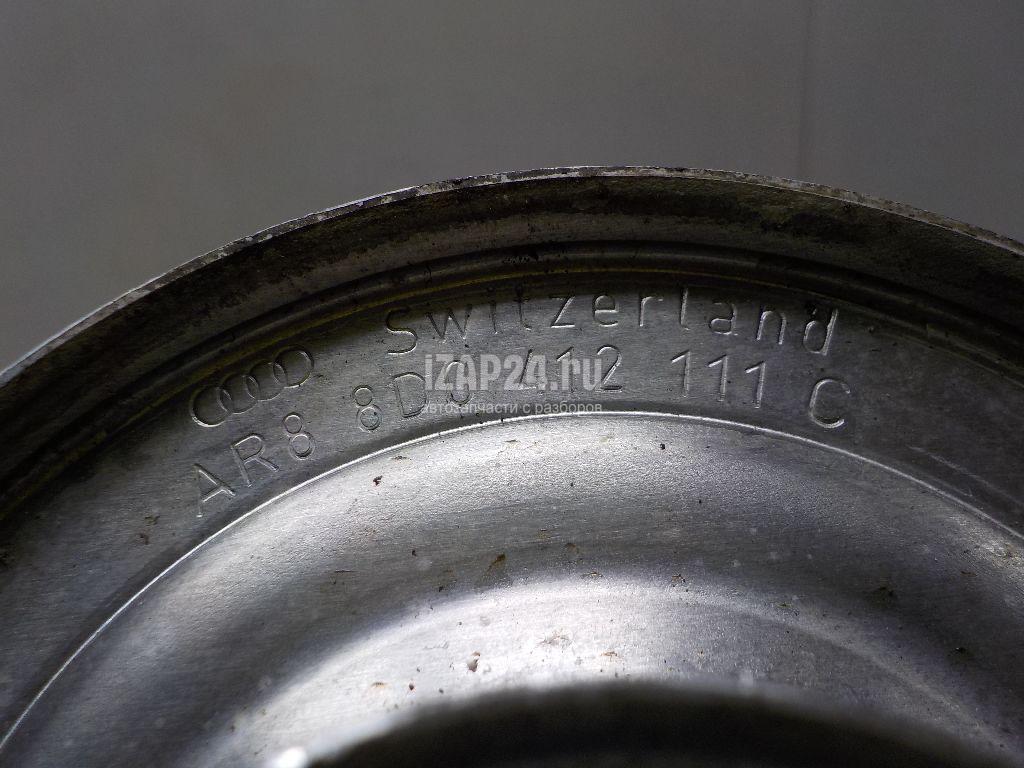 Switzerland
AR8 8D0 412 111 C
iZAP24.ru
автозапчасти с разборов